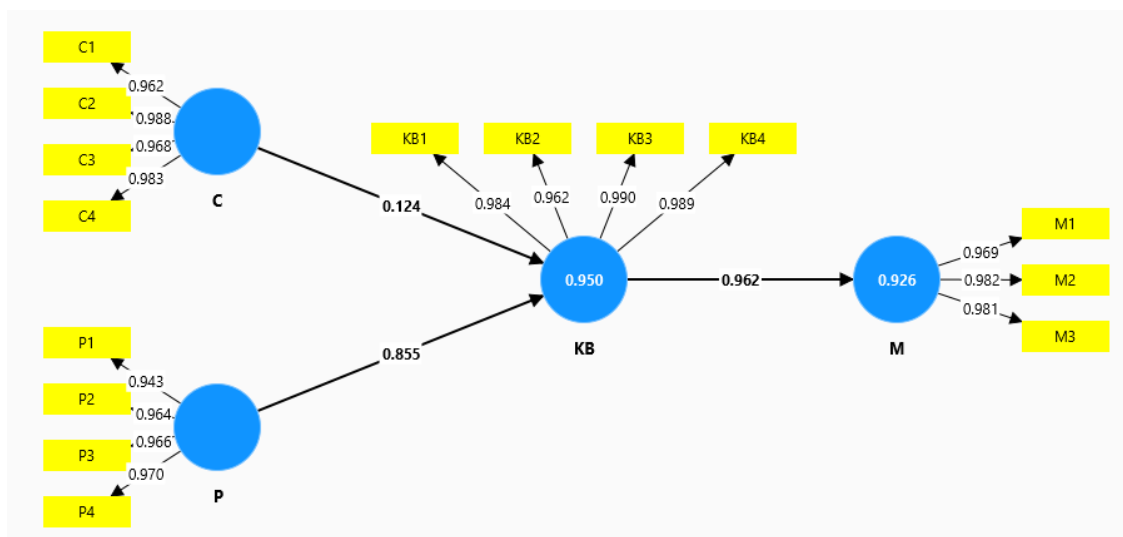 C1
0.962
C2
0.988
C3
0.968
0.983
C4
C
0.124
KB1
KB2
KB3
KB4
0.984
0.962
0.990
0.989
0.950
KB
0.962
0.926
M
M1
0.969
M2
0.982
0.981
M3
P1
0.943
P2
0.964
0.966
P3
0.970
P4
P
0.855